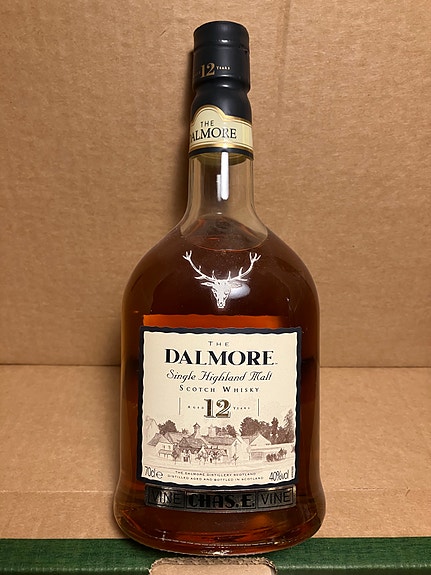 12 YEARS
THE
DALMORE
THE
DALMORE
Single Highland Malt
SCOTCH WHISKY
AGED 12 YEARS
70cl e
THE DALMORE DISTILLERY SCOTLAND
DISTILLED AGED AND BOTTLED IN SCOTLAND
40%vol
VINE CHAS.E. VINE